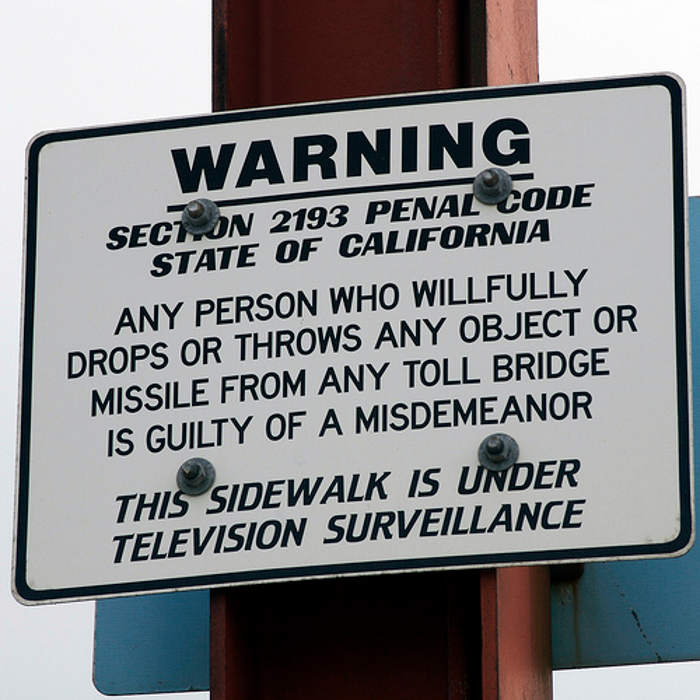 WARNING
SECTION 2193 PENAL CODE
STATE OF CALIFORNIA
ANY PERSON WHO WILLFULLY
DROPS OR THROWS ANY OBJECT OR
MISSILE FROM ANY TOLL BRIDGE
IS GUILTY OF A MISDEMEANOR
THIS SIDEWALK IS UNDER
TELEVISION SURVEILLANCE